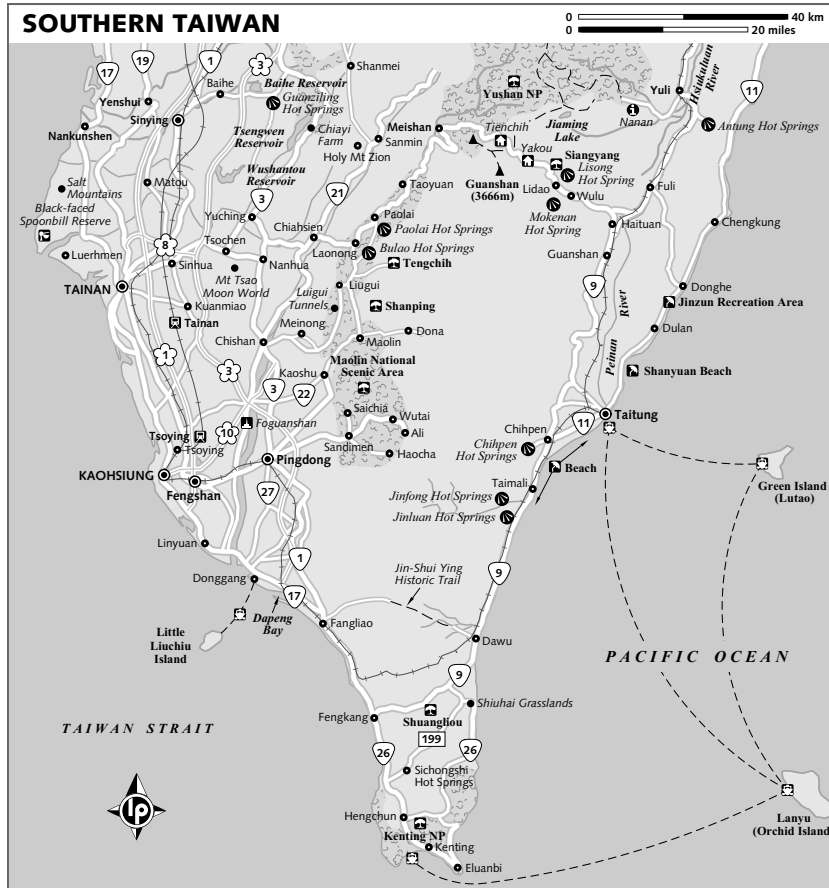 SOUTHERN TAIWAN
0 40 km
0 20 miles
17
19
1
3
Shanmei
Baihe
Baihe Reservoir
Guanziling
Hot Springs
Yenshui
Sinying
Nankunshen
Tsengwen
Reservoir
Chiayi
Farm
Meishan
Sanmin
Holy Mt Zion
Yushan NP
Tienchih
Jiaming
Lake
Nanan
Yuli
Hsiukuluan
River
11
Antung Hot Springs
Yakou
Siangyang
Lisong
Hot Spring
Guanshan
(3666m)
Lidao
Wulu
Fuli
Mokenan
Hot Spring
Haituan
Chengkung
Salt
Mountains
Matou
Wushantou
Reservoir
21
Taoyuan
3
Black-faced
Spoonbill Reserve
Yuching
Chiahsien
Paolai
Paolai Hot Springs
Guanshan
8
Tsochen
Laonong
Bulao Hot Springs
Luerhmen
Sinhua
Nanhua
Tengchih
9
TAINAN
Mt Tsao
Moon World
Luigui
Tunnels
Liugui
Donghe
Jinzun Recreation Area
Kuanmiao
Shanping
Tainan
Meinong
Dona
Peinan
River
Dulan
1
Chishan
Maolin
3
Kaoshu
Maolin National
Scenic Area
Shanyuan Beach
3
22
Saichia
Wutai
11
Taitung
10
Foguanshan
Ali
Tsoying
Tsoying
Sandimen
Haocha
Chihpen
Chihpen
Hot Springs
KAOHSIUNG
Pingdong
Beach
Fengshan
27
Taimali
Green Island
(Lutao)
Jinfong Hot Springs
Jinluan Hot Springs
Linyuan
1
9
Jin-Shui Ying
Historic Trail
Donggang
17
Dapeng
Bay
Fangliao
Little
Liuchiu
Island
Dawu
PACIFIC OCEAN
9
Shiuhai Grasslands
TAIWAN STRAIT
Fengkang
Shuangliou
199
26
26
Sichongshi
Hot Springs
lp
Hengchun
Kenting NP
Kenting
Eluanbi
Lanyu
(Orchid Island)